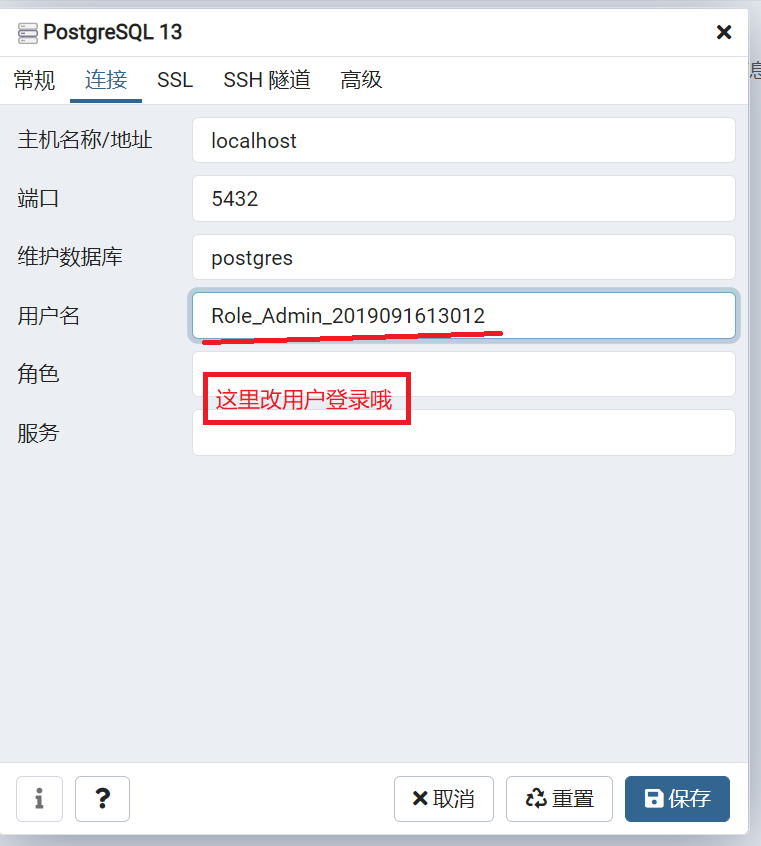 PostgreSQL 13
常规 连接 SSL SSH 隧道 高级
主机名称/地址 localhost
端口 5432
维护数据库 postgres
用户名 Role_Admin_2019091613012
角色
这里改用户登录哦
服务
取消 重置 保存